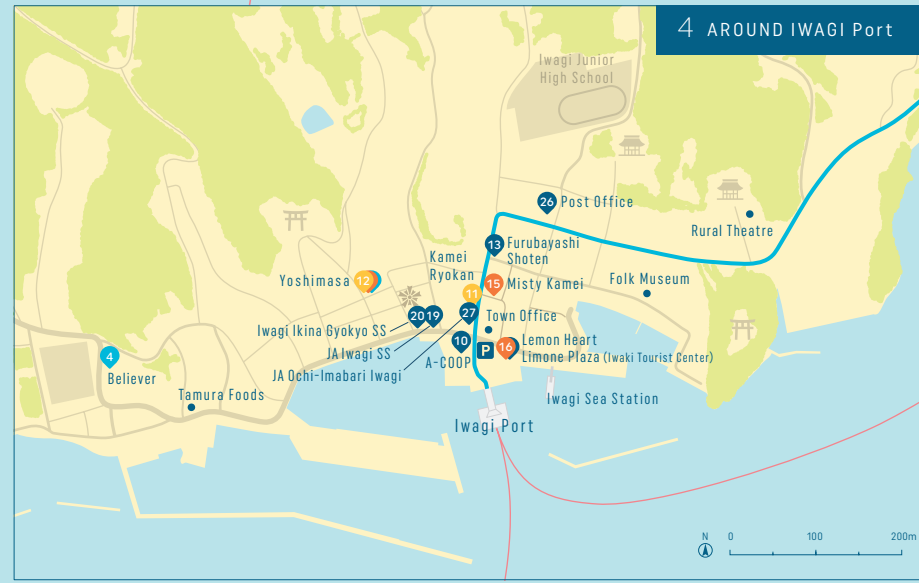 4 AROUND IWAGI Port
Iwagi Junior
High School
26 Post Office
Rural Theatre
13 Furubayashi
Shoten
Kamei
Ryokan
11
15 Misty Kamei
Folk Museum
Yoshimasa 12
20 19
27
Town Office
Iwagi Ikina Gyokyo SS
JA Iwagi SS
JA Ochi-Imabari Iwagi
10
A-COOP
P
16
Lemon Heart
Limone Plaza (Iwaki Tourist Center)
4
Believer
Tamura Foods
Iwagi Sea Station
Iwagi Port
N 0 100 200m